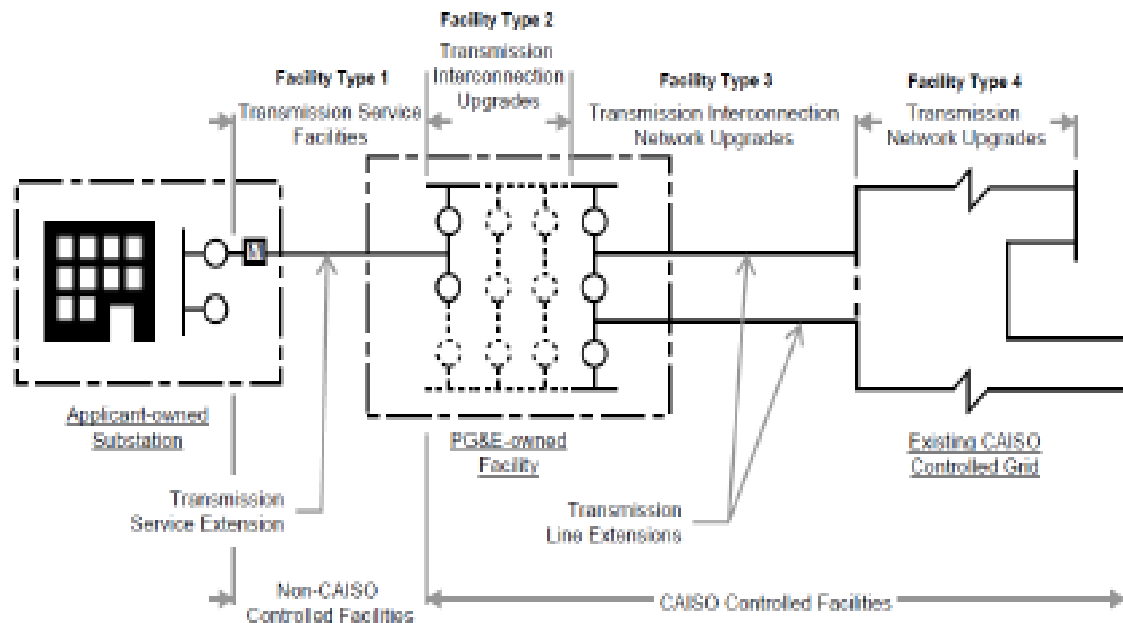 Facility Type 2
Transmission
Interconnection
Upgrades
Facility Type 1
Transmission Service
Facilities
Facility Type 3
Transmission Interconnection
Network Upgrades
Facility Type 4
Transmission
Network Upgrades
M
Applicant-owned
Substation
PG&E-owned
Facility
Existing CAISO
Controlled Grid
Transmission
Service Extension
Transmission
Line Extensions
Non-CAISO
Controlled Facilities
CAISO Controlled Facilities